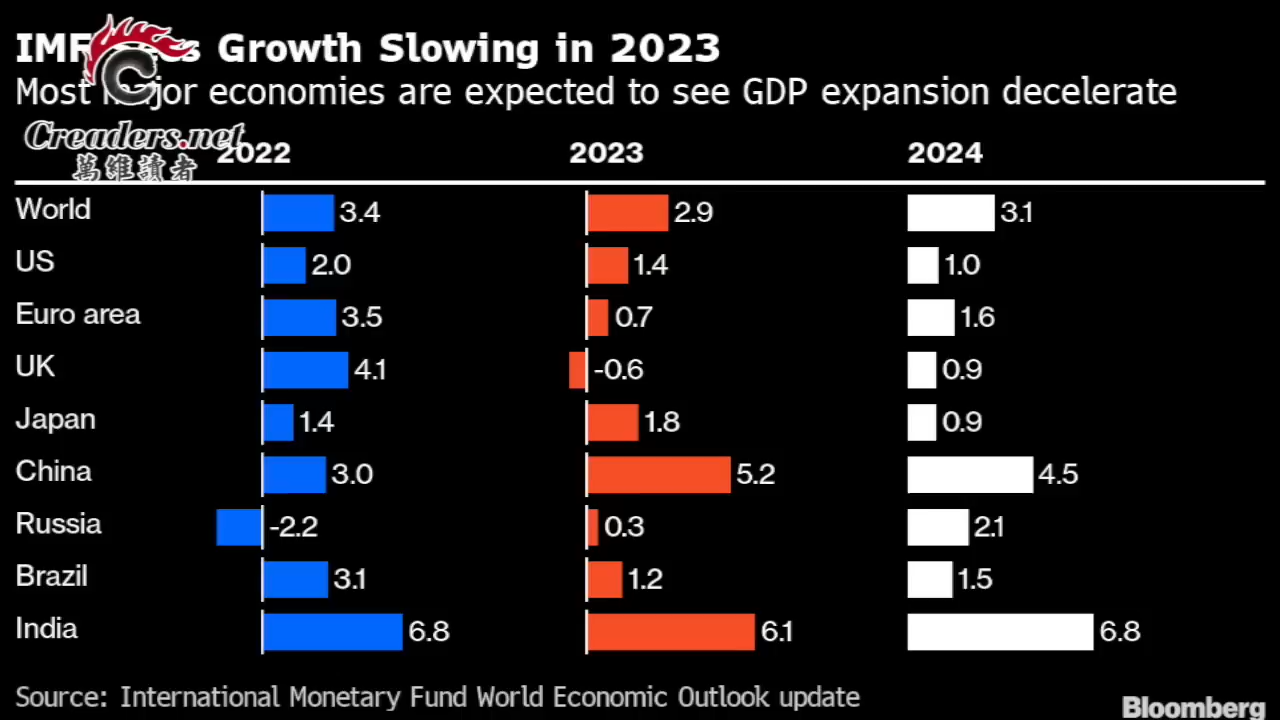 IMF Growth Slowing in 2023
Most major economies are expected to see GDP expansion decelerate
Creaders.net
萬維讀者
2022 2023 2024
World 3.4 2.9 3.1
US 2.0 1.4 1.0
Euro area 3.5 0.7 1.6
UK 4.1 -0.6 0.9
Japan 1.4 1.8 0.9
China 3.0 5.2 4.5
Russia -2.2 0.3 2.1
Brazil 3.1 1.2 1.5
India 6.8 6.1 6.8
Source: International Monetary Fund World Economic Outlook update
Bloomberg